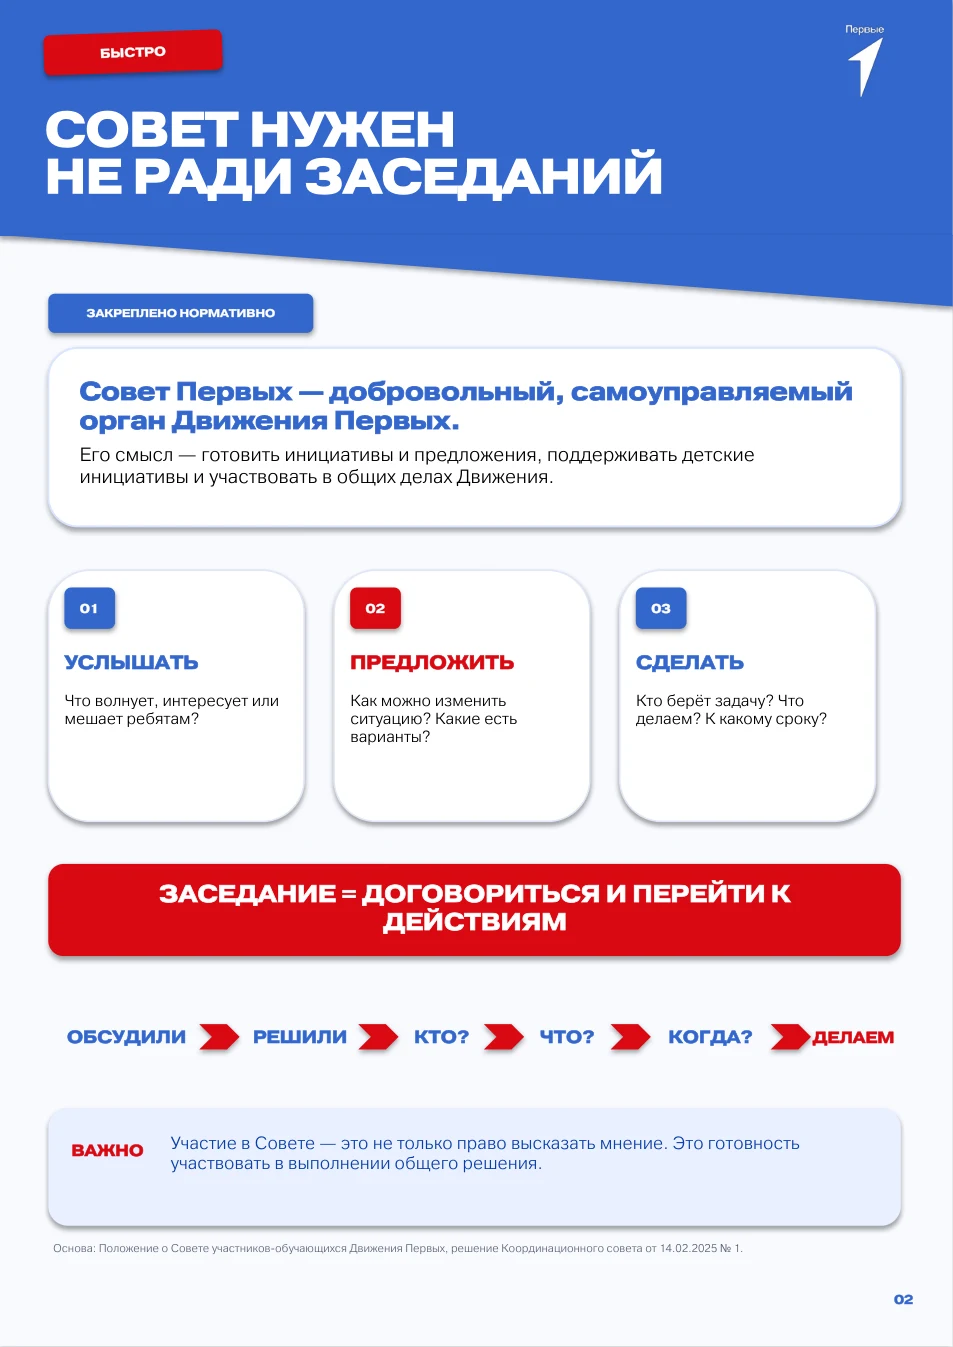 БЫСТРО
Первые
СОВЕТ НУЖЕН
НЕ РАДИ ЗАСЕДАНИЙ
ЗАКРЕПЛЕНО НОРМАТИВНО
Совет Первых — добровольный, самоуправляемый
орган Движения Первых.
Его смысл — готовить инициативы и предложения, поддерживать детские
инициативы и участвовать в общих делах Движения.
01
УСЛЫШАТЬ
Что волнует, интересует или
мешает ребятам?
02
ПРЕДЛОЖИТЬ
Как можно изменить
ситуацию? Какие есть
варианты?
03
СДЕЛАТЬ
Кто берёт задачу? Что
делаем? К какому сроку?
ЗАСЕДАНИЕ = ДОГОВОРИТЬСЯ И ПЕРЕЙТИ К
ДЕЙСТВИЯМ
ОБСУДИЛИ РЕШИЛИ КТО? ЧТО? КОГДА? ДЕЛАЕМ
ВАЖНО
Участие в Совете — это не только право высказать мнение. Это готовность
участвовать в выполнении общего решения.
Основа: Положение о Совете участников-обучающихся Движения Первых, решение Координационного совета от 14.02.2025 № 1.
02